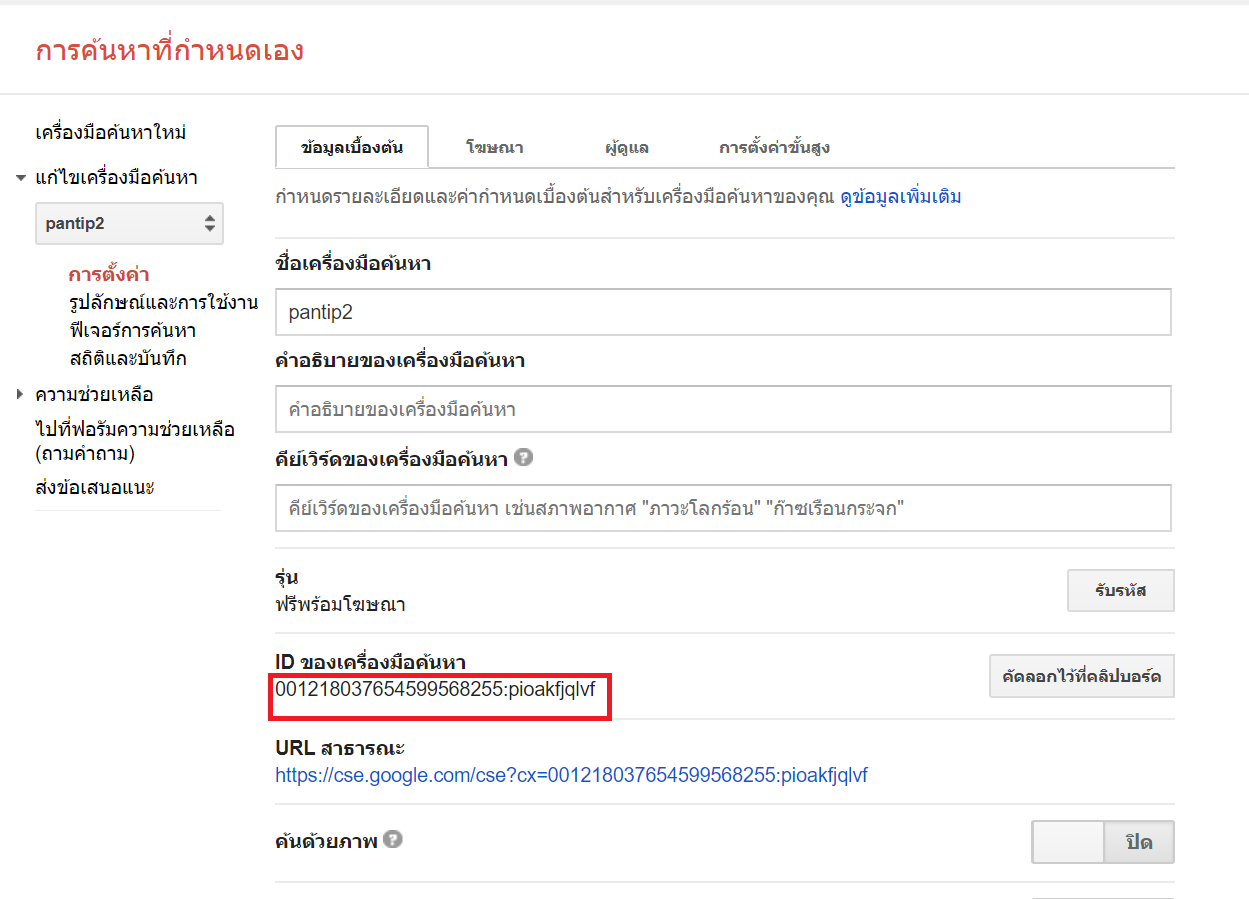 การค้นหาที่กำหนดเอง
เครื่องมือค้นหาใหม่
แก้ไขเครื่องมือค้นหา
pantip2
การตั้งค่า
รูปลักษณ์และการใช้งาน
ฟีเจอร์การค้นหา
สถิติและบันทึก
ความช่วยเหลือ
ไปที่ฟอรัมความช่วยเหลือ
(ถามคำถาม)
ส่งข้อเสนอแนะ
ข้อมูลเบื้องต้น โฆษณา ผู้ดูแล การตั้งค่าขั้นสูง
กำหนดรายละเอียดและค่ากำหนดเบื้องต้นสำหรับเครื่องมือค้นหาของคุณ ดูข้อมูลเพิ่มเติม
ชื่อเครื่องมือค้นหา
pantip2
คำอธิบายของเครื่องมือค้นหา
คำอธิบายของเครื่องมือค้นหา
คีย์เวิร์ดของเครื่องมือค้นหา ?
คีย์เวิร์ดของเครื่องมือค้นหา เช่นสภาพอากาศ "ภาวะโลกร้อน" "ก๊าซเรือนกระจก"
รุ่น
ฟรีพร้อมโฆษณา
รับรหัส
ID ของเครื่องมือค้นหา
001218037654599568255:pioakfjqlvf
คัดลอกไว้ที่คลิปบอร์ด
URL สาธารณะ
https://cse.google.com/cse?cx=001218037654599568255:pioakfjqlvf
ค้นด้วยภาพ ?
ปิด